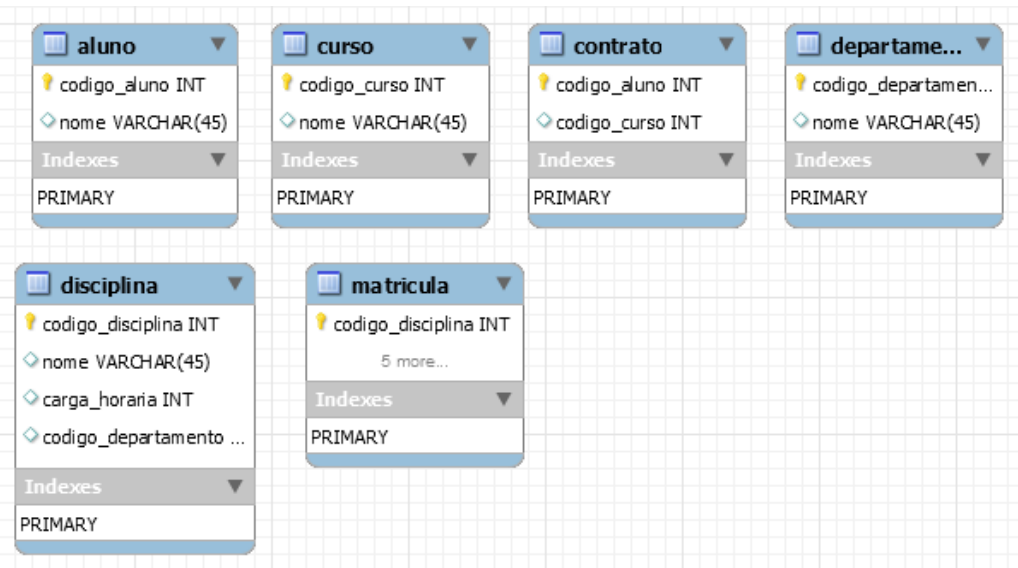 aluno
codigo_aluno INT
nome VARCHAR(45)
Indexes
PRIMARY
curso
codigo_curso INT
nome VARCHAR(45)
Indexes
PRIMARY
contrato
codigo_aluno INT
codigo_curso INT
Indexes
PRIMARY
departame...
codigo_departamen...
nome VARCHAR(45)
Indexes
PRIMARY
disciplina
codigo_disciplina INT
nome VARCHAR(45)
carga_horaria INT
codigo_departamento ...
Indexes
PRIMARY
matricula
codigo_disciplina INT
5 more...
Indexes
PRIMARY